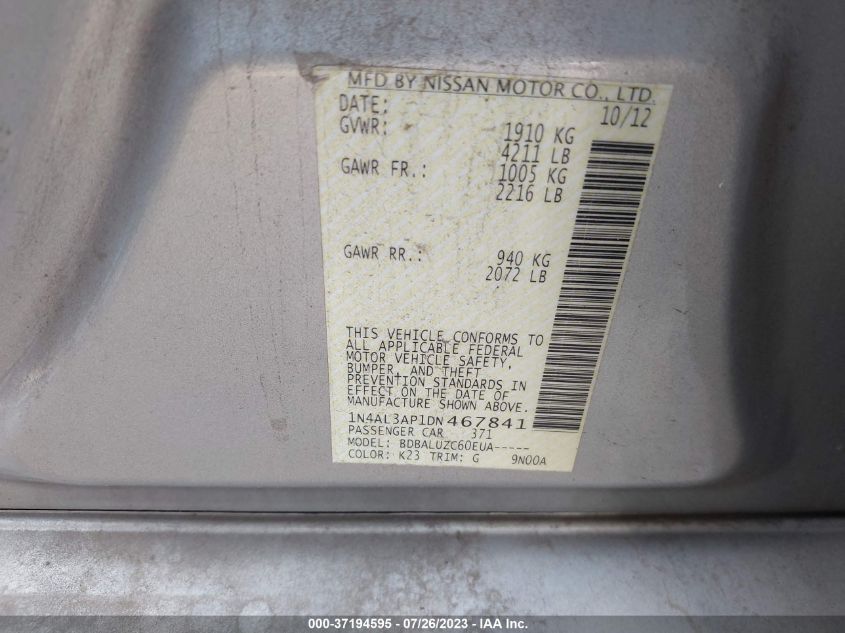 MFD BY NISSAN MOTOR CO., LTD.
DATE: 10/12
GVWR: 1910 KG
4211 LB
GAWR FR.: 1005 KG
2216 LB
GAWR RR.: 940 KG
2072 LB
THIS VEHICLE CONFORMS TO
ALL APPLICABLE FEDERAL
MOTOR VEHICLE SAFETY,
BUMPER, AND THEFT
PREVENTION STANDARDS IN
EFFECT ON THE DATE OF
MANUFACTURE SHOWN ABOVE.
1N4AL3AP1DN467841
PASSENGER CAR 371
MODEL: BDBALUZC60EUA-----
COLOR: K23 TRIM: G 9N00A
000-37194595 - 07/26/2023 - © IAA Inc.